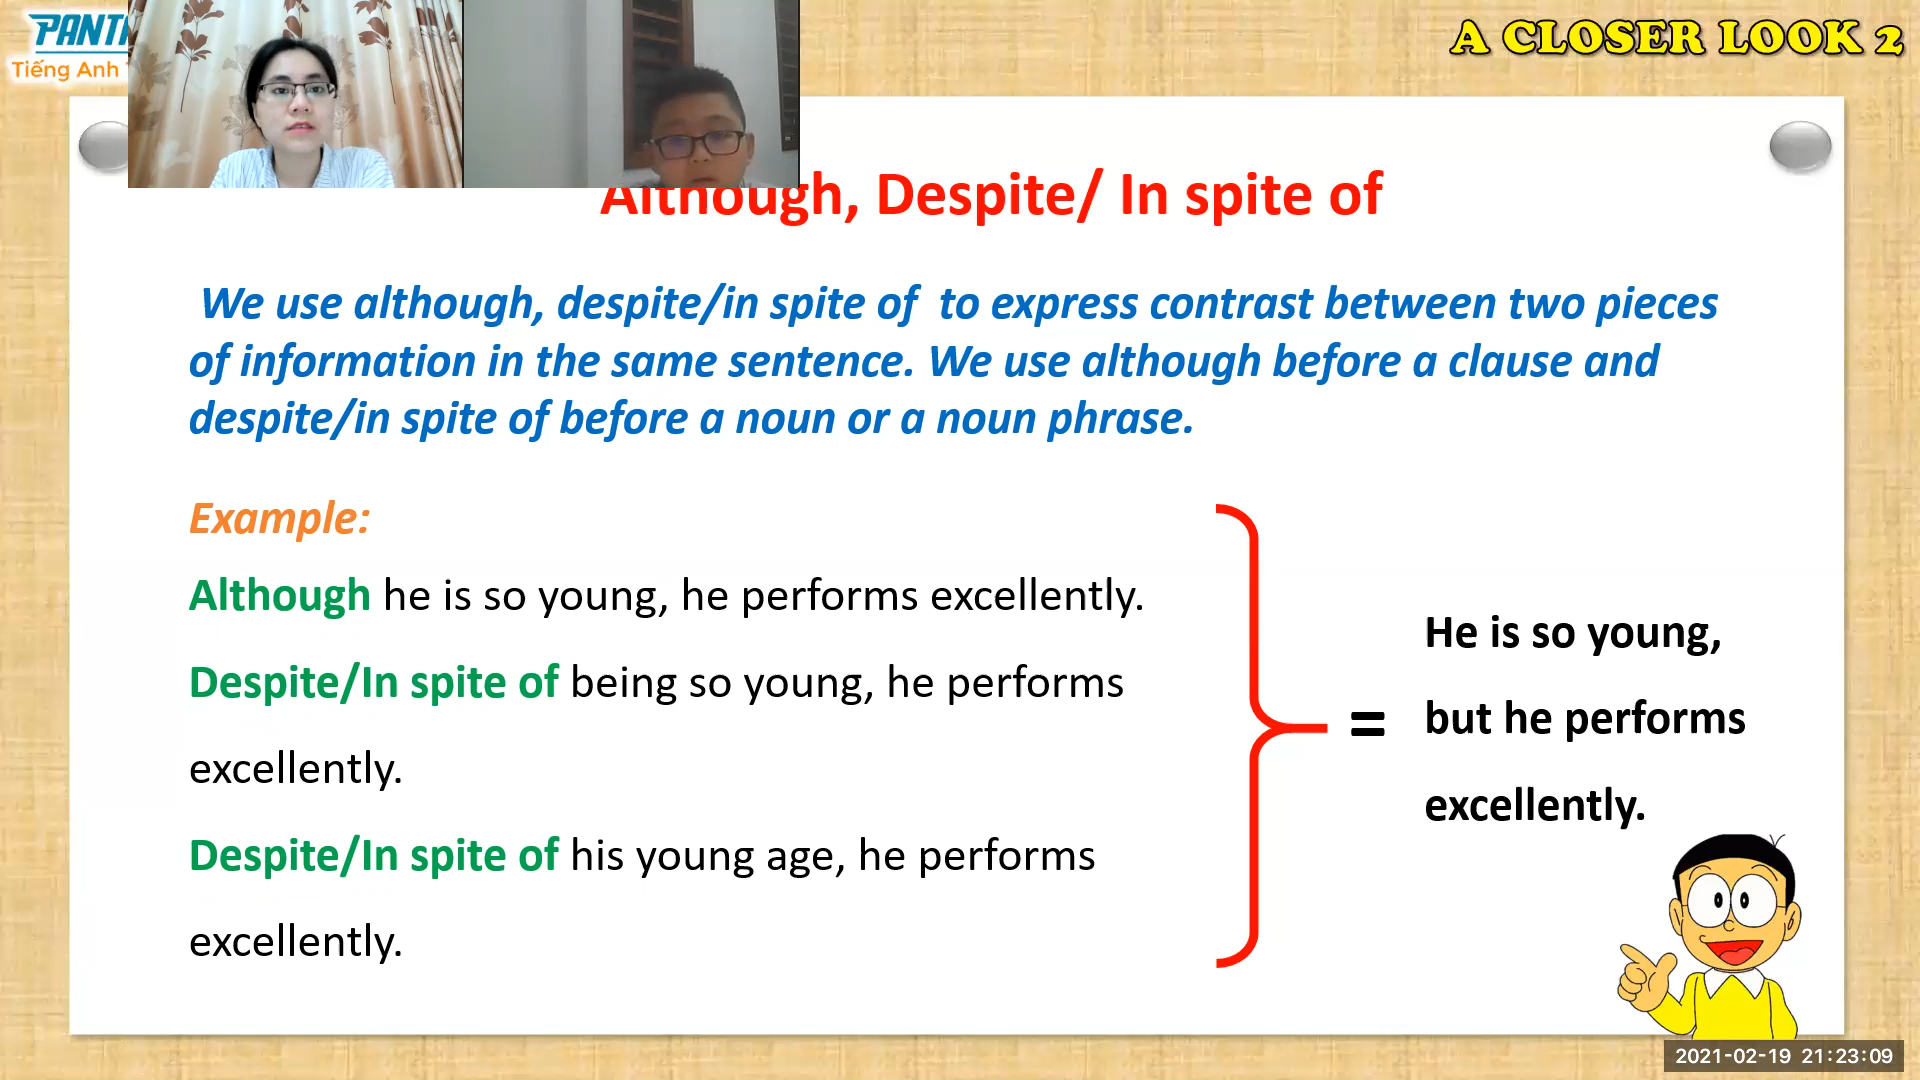 Tiếng Anh
A CLOSER LOOK 2
Although, Despite/ In spite of
We use although, despite/in spite of to express contrast between two pieces
of information in the same sentence. We use although before a clause and
despite/in spite of before a noun or a noun phrase.
Example:
Although he is so young, he performs excellently.
Despite/In spite of being so young, he performs
excellently.
Despite/In spite of his young age, he performs
excellently.
=
He is so young,
but he performs
excellently.
2021-02-19 21:23:09